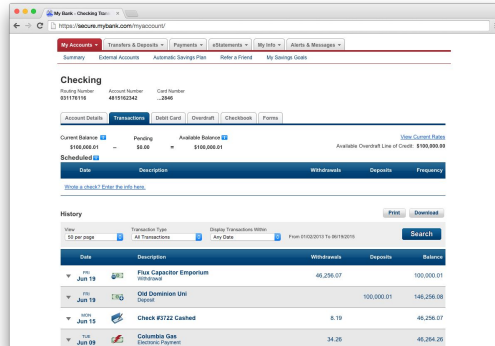 My Bank - Checking Trans
https://secure.mybank.com/myaccount/
My Accounts Transfers & Deposits Payments eStatements My Info Alerts & Messages
Summary External Accounts Automatic Savings Plan Refer a Friend My Savings Goals
Checking
Routing Number Account Number Card Number
031176116 4815162342 ...2846
Account Details Transactions Debit Card Overdraft Checkbook Forms
Current Balance ? Pending Available Balance ? View Current Rates
$100,000.01 – $0.00 = $100,000.01 Available Overdraft Line of Credit: $100,000.00
Scheduled ?
Date Description Withdrawals Deposits Frequency
Wrote a check? Enter the info here.
History Print Download
View Transaction Type Display Transactions Within
50 per page All Transactions Any Date From 01/02/2013 To 06/19/2015 Search
Date Description Withdrawals Deposits Balance
FRI Jun 19 Flux Capacitor Emporium 46,256.07 100,000.01
Withdrawal
FRI Jun 19 Old Dominion Uni 100,000.01 146,256.08
Deposit
MON Jun 15 Check #3722 Cashed 8.19 46,256.07
TUE Jun 09 Columbia Gas 34.26 46,264.26
Electronic Payment